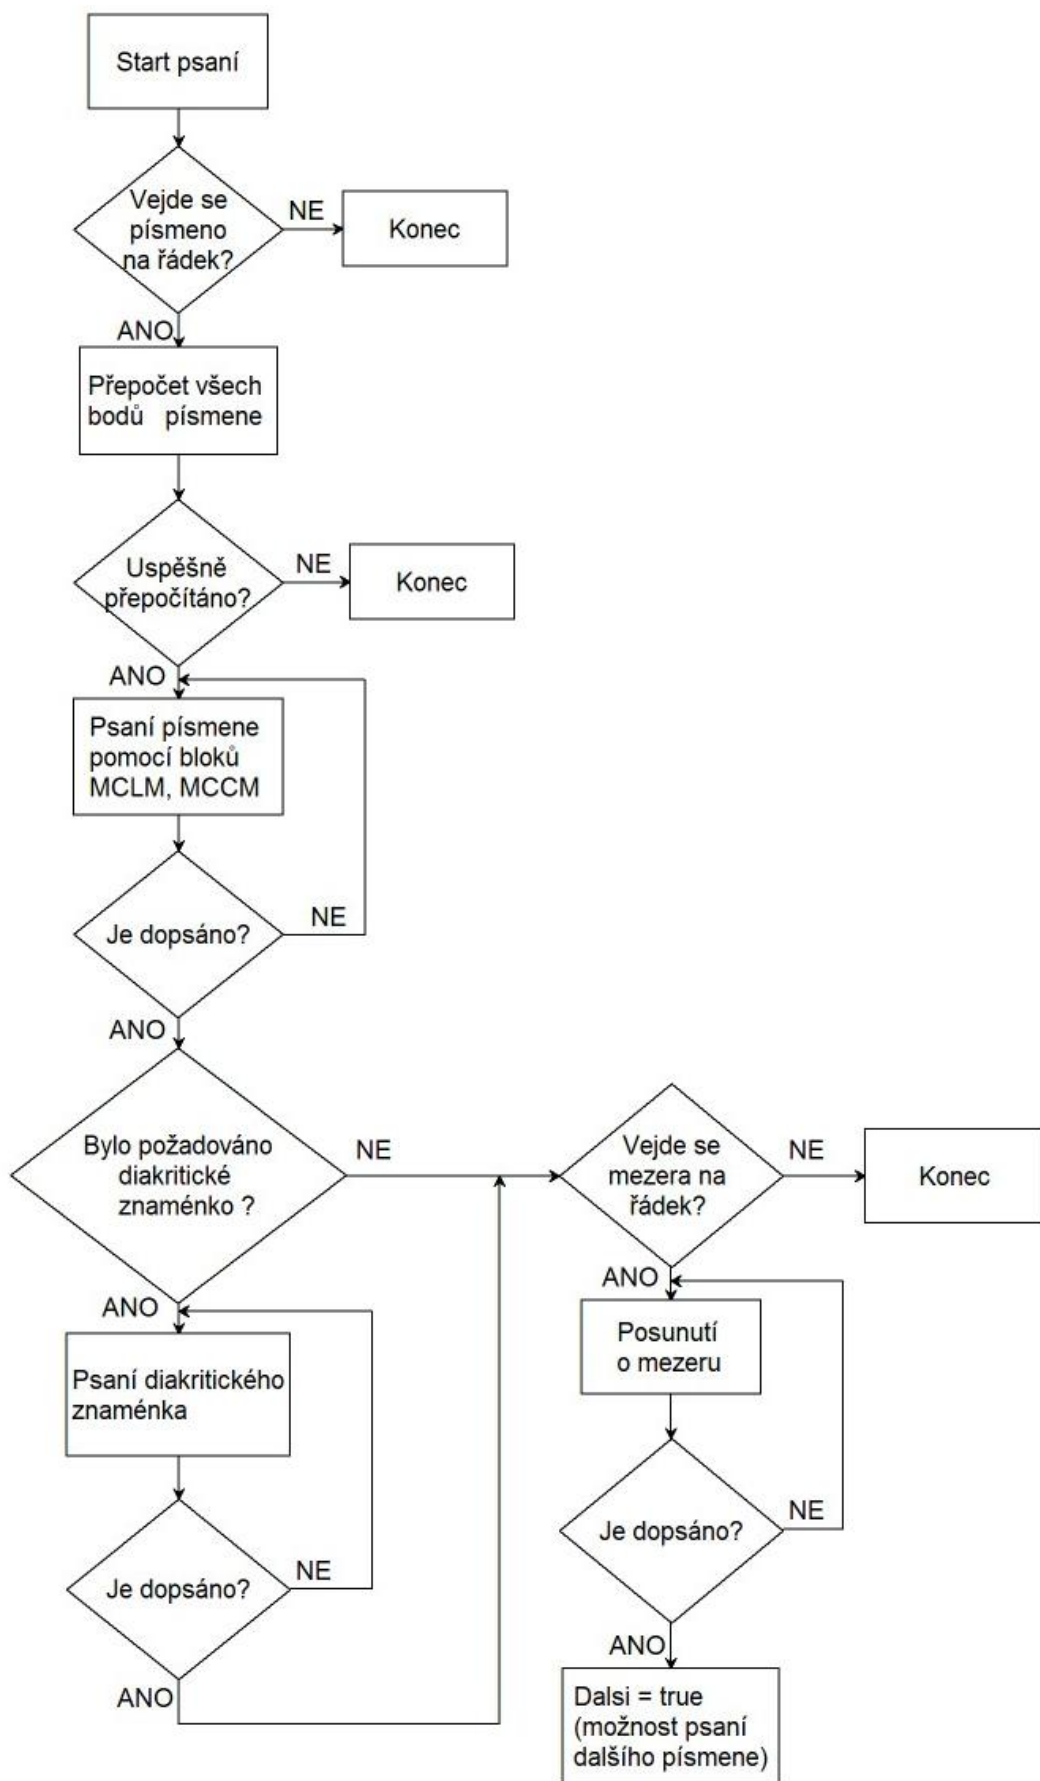 Start psaní
Vejde se
písmeno
na řádek?
NE
Konec
ANO
Přepočet všech
bodů písmene
Uspěšně
přepočítáno?
NE
Konec
ANO
Psaní písmene
pomocí bloků
MCLM, MCCM
Je dopsáno?
NE
ANO
Bylo požadováno
diakritické
znaménko ?
NE
ANO
Psaní diakritického
znaménka
Je dopsáno?
NE
ANO
Vejde se
mezera na
řádek?
NE
Konec
ANO
Posunutí
o mezeru
Je dopsáno?
NE
ANO
Dalsi = true
(možnost psaní
dalšího písmene)